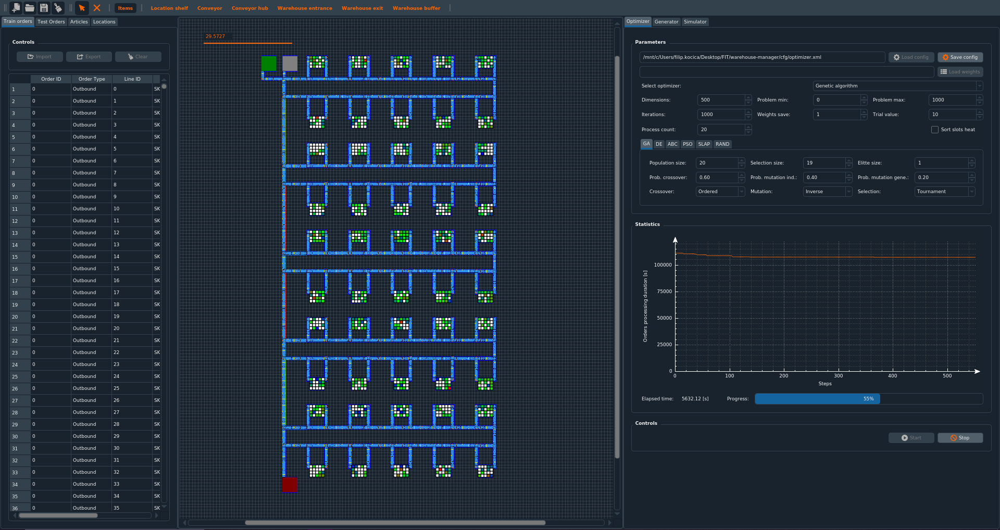 Items
Location shelf
Conveyor
Conveyor hub
Warehouse entrance
Warehouse exit
Warehouse buffer
Train orders
Test Orders
Articles
Locations
Controls
Import
Export
Clear
Order ID Order Type Line ID
1 0 Outbound 0 SK
2 0 Outbound 1 SK
3 0 Outbound 2 SK
4 0 Outbound 3 SK
5 0 Outbound 4 SK
6 0 Outbound 5 SK
7 0 Outbound 6 SK
8 0 Outbound 7 SK
9 0 Outbound 8 SK
10 0 Outbound 9 SK
11 0 Outbound 10 SK
12 0 Outbound 11 SK
13 0 Outbound 12 SK
14 0 Outbound 13 SK
15 0 Outbound 14 SK
16 0 Outbound 15 SK
17 0 Outbound 16 SK
18 0 Outbound 17 SK
19 0 Outbound 18 SK
20 0 Outbound 19 SK
21 0 Outbound 20 SK
22 0 Outbound 21 SK
23 0 Outbound 22 SK
24 0 Outbound 23 SK
25 0 Outbound 24 SK
26 0 Outbound 25 SK
27 0 Outbound 26 SK
28 0 Outbound 27 SK
29 0 Outbound 28 SK
30 0 Outbound 29 SK
31 0 Outbound 30 SK
32 0 Outbound 31 SK
33 0 Outbound 32 SK
34 0 Outbound 33 SK
35 0 Outbound 34 SK
36 0 Outbound 35 SK
29.5727
Optimizer
Generator
Simulator
Parameters
/mnt/c/Users/filip.kocica/Desktop/FIT/warehouse-manager/cfg/optimizer.xml
Load config
Save config
Load weights
Select optimizer: Genetic algorithm
Dimensions: 500 Problem min: 0 Problem max: 1000
Iterations: 1000 Weights save: 1 Trial value: 10
Process count: 20 Sort slots heat
GA DE ABC PSO SLAP RAND
Population size: 20 Selection size: 19 Elitte size: 1
Prob. crossover: 0.60 Prob. mutation ind.: 0.40 Prob. mutation gene.: 0.20
Crossover: Ordered Mutation: Inverse Selection: Tournament
Statistics
Orders processing duration [s]
100000
75000
50000
25000
0
0 100 200 300 400 500
Steps
Elapsed time: 5632.12 [s] Progress: 55%
Controls
Start
Stop